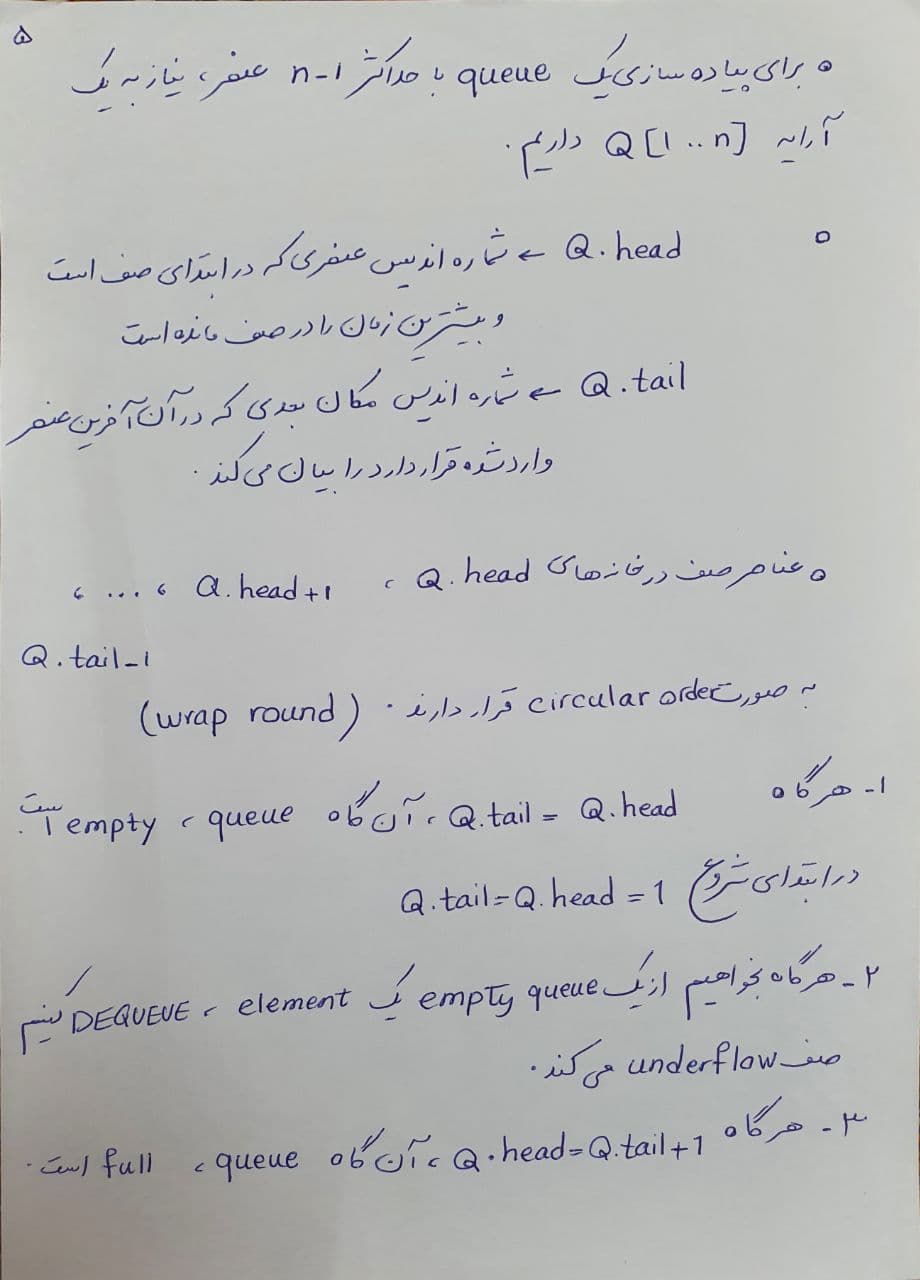 ۵
برای پیاده سازی یک queue با حداکثر n-1 عنصر، نیاز به یک
آرایه Q[1..n] داریم.
Q.head ← شماره اندیس عنصری که در ابتدای صف است
و بیشترین زمان را در صف مانده است
Q.tail ← شماره اندیس مکان بعدی که در آن آخرین عنصر
وارد شده قرار دارد را بیان می‌کند.
عناصر صف در خانه‌های Q.head ، Q.head+1 ، ... ،
Q.tail-1
به صورت circular order قرار دارند. (wrap round)
۱- هرگاه Q.tail = Q.head ، آن گاه queue ، empty است.
در ابتدای شروع Q.tail=Q.head=1
۲- هرگاه بخواهیم از یک empty queue یک element ، DEQUEUE کنیم
صف underflow می‌کند.
۳- هرگاه Q.head=Q.tail+1 ، آن گاه queue ، full است.